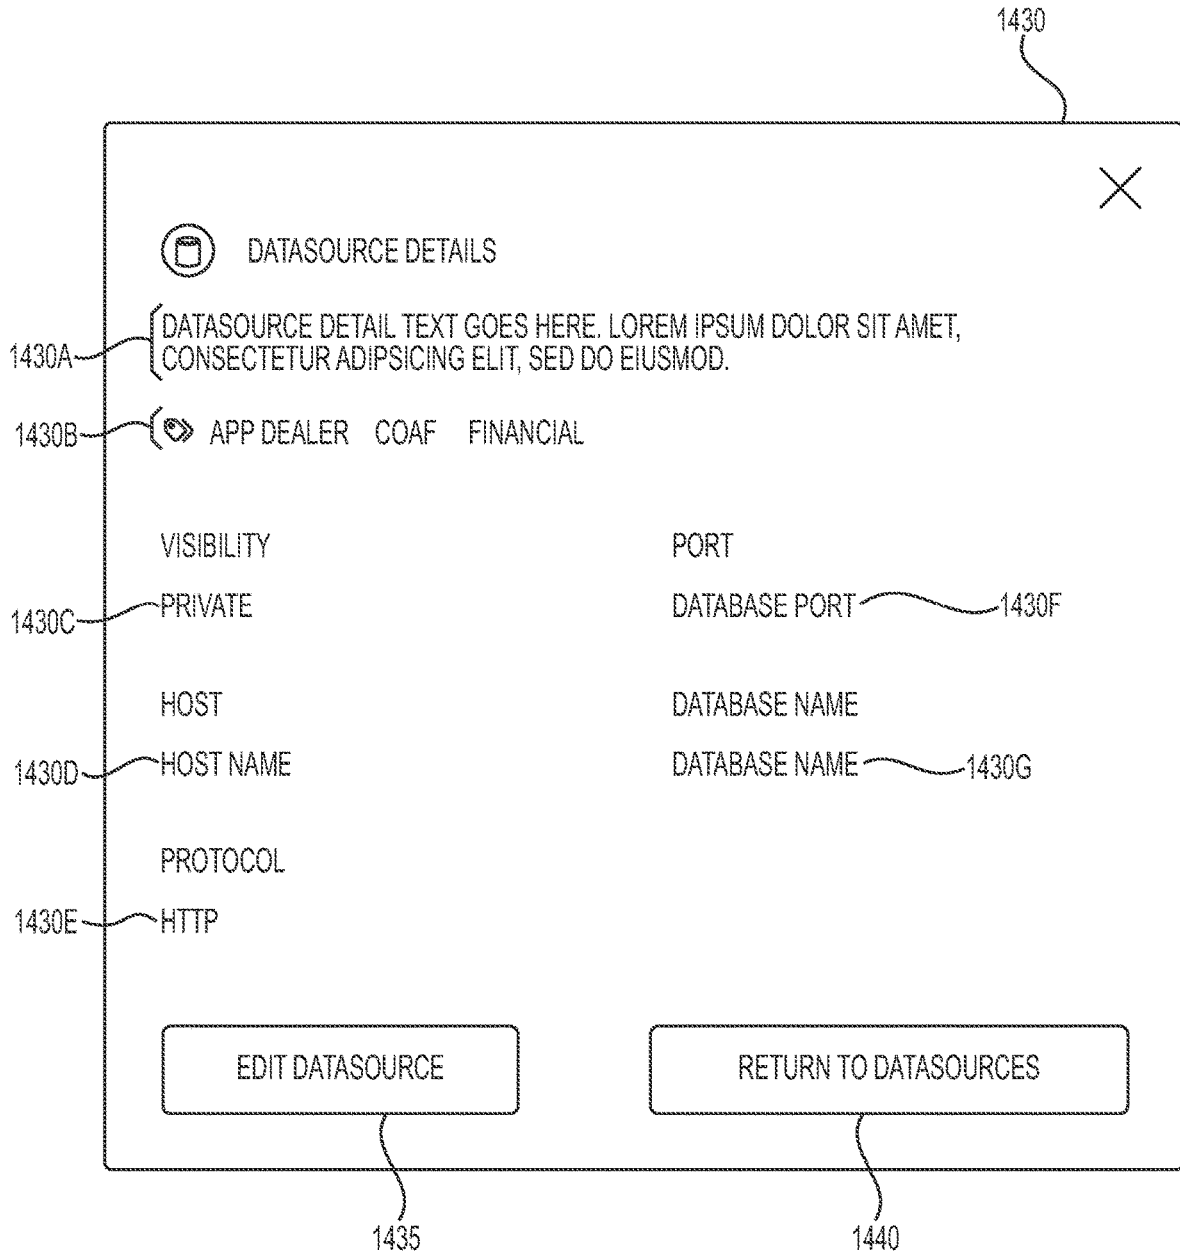 1430
DATASOURCE DETAILS
DATASOURCE DETAIL TEXT GOES HERE. LOREM IPSUM DOLOR SIT AMET,
1430A
CONSECTETUR ADIPSICING ELIT, SED DO EIUSMOD.
1430B APP DEALER COAF FINANCIAL
VISIBILITY PORT
1430C PRIVATE DATABASE PORT 1430F
HOST DATABASE NAME
1430D HOST NAME DATABASE NAME 1430G
PROTOCOL
1430E HTTP
EDIT DATASOURCE RETURN TO DATASOURCES
1435 1440